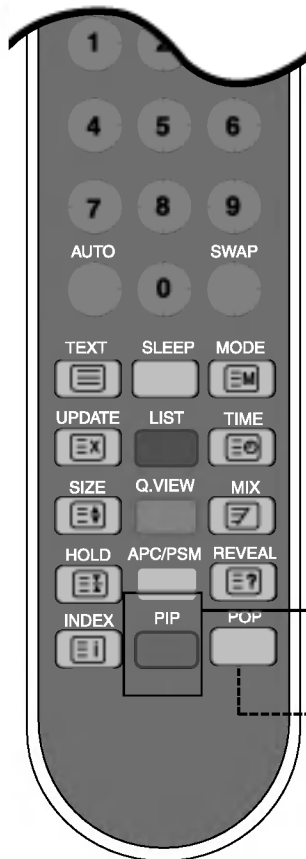 1 2
4 5 6
7 8 9
AUTO SWAP
0
TEXT SLEEP MODE
M
UPDATE LIST TIME
X
SIZE Q.VIEW MIX
HOLD APC/PSM REVEAL
?
INDEX PIP POP
i